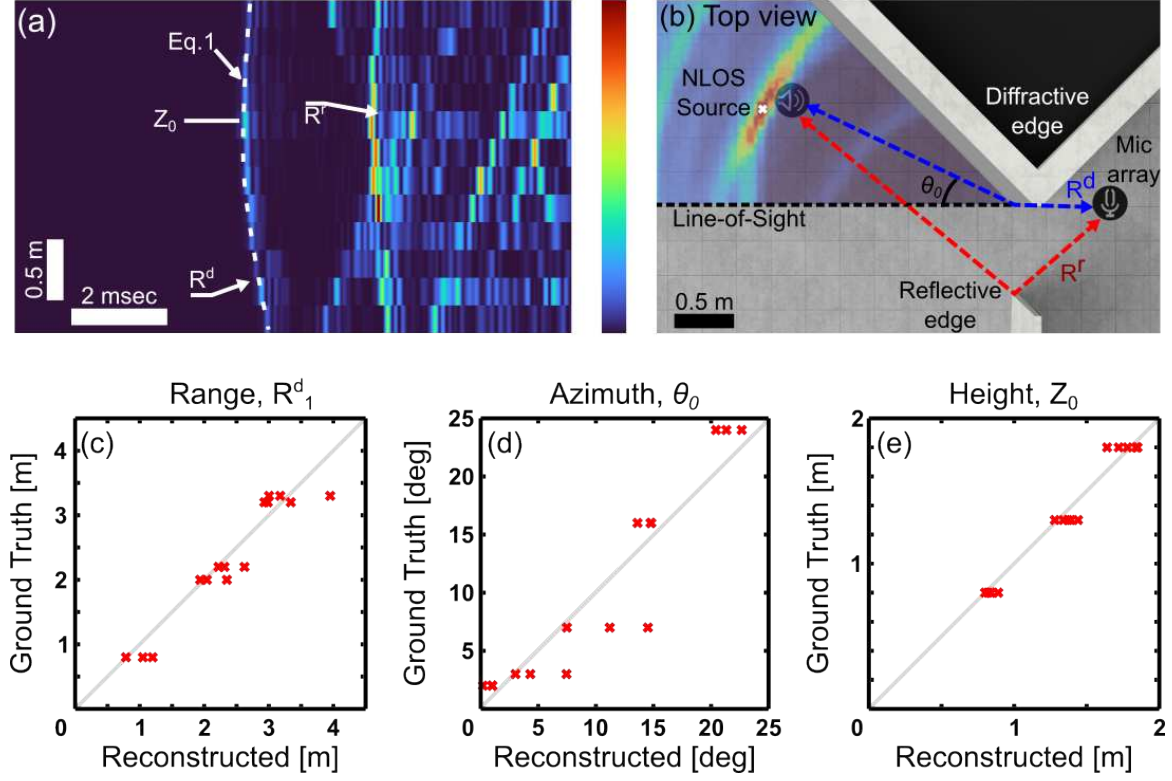 (a)
Eq.1
Z₀
Rʳ
Rᵈ
0.5 m
2 msec
(b) Top view
NLOS
Source
Diffractive
edge
Mic
array
θ₀
Rᵈ
Line-of-Sight
Rʳ
Reflective
edge
0.5 m
Range, Rᵈ₁
(c)
Ground Truth [m]
4
3
2
1
0
1
2
3
4
Reconstructed [m]
Azimuth, θ₀
(d)
Ground Truth [deg]
25
20
15
10
5
0
5
10
15
20
25
Reconstructed [deg]
Height, Z₀
(e)
Ground Truth [m]
2
1
0
1
2
Reconstructed [m]